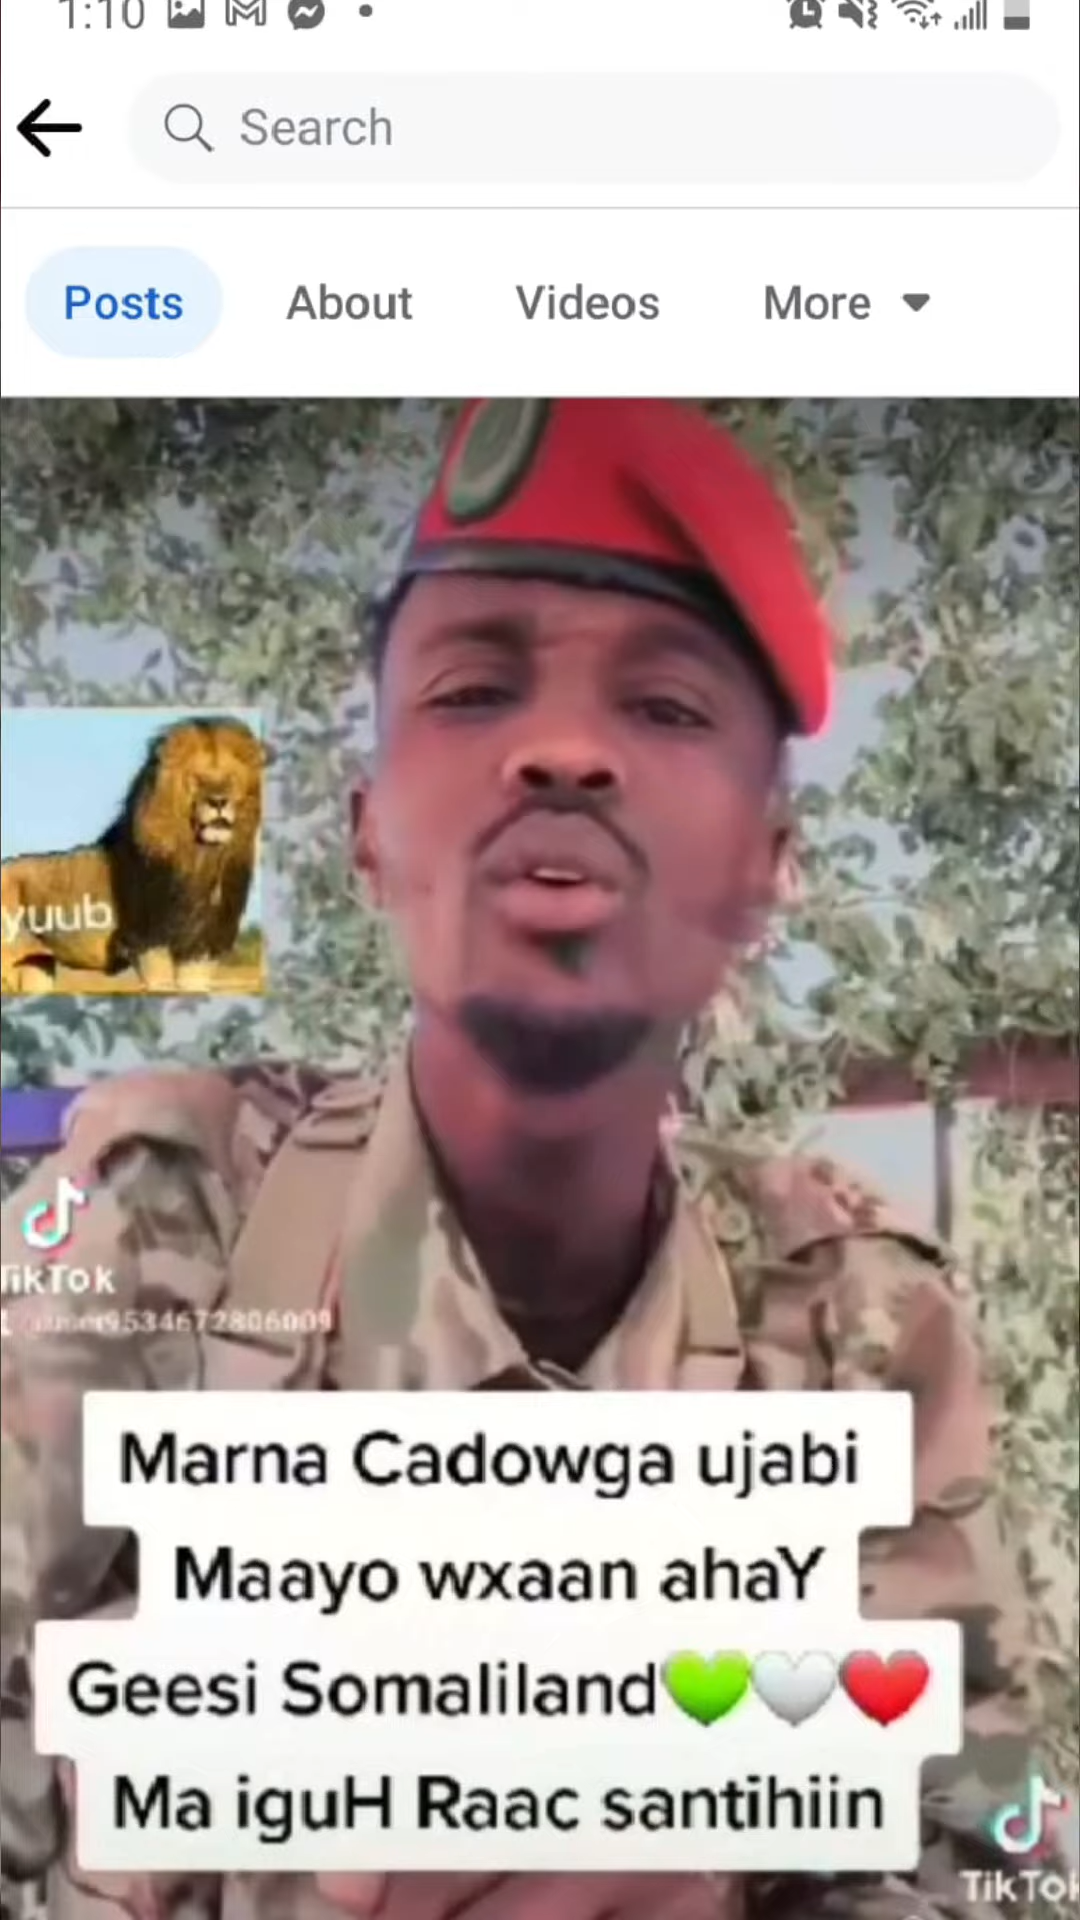 1:10
Search
Posts
About
Videos
More
yuub
TikTok
Marna Cadowga ujabi
Maayo wxaan ahaY
Geesi Somaliland💚🤍❤️
Ma iguH Raac santihiin
TikTok